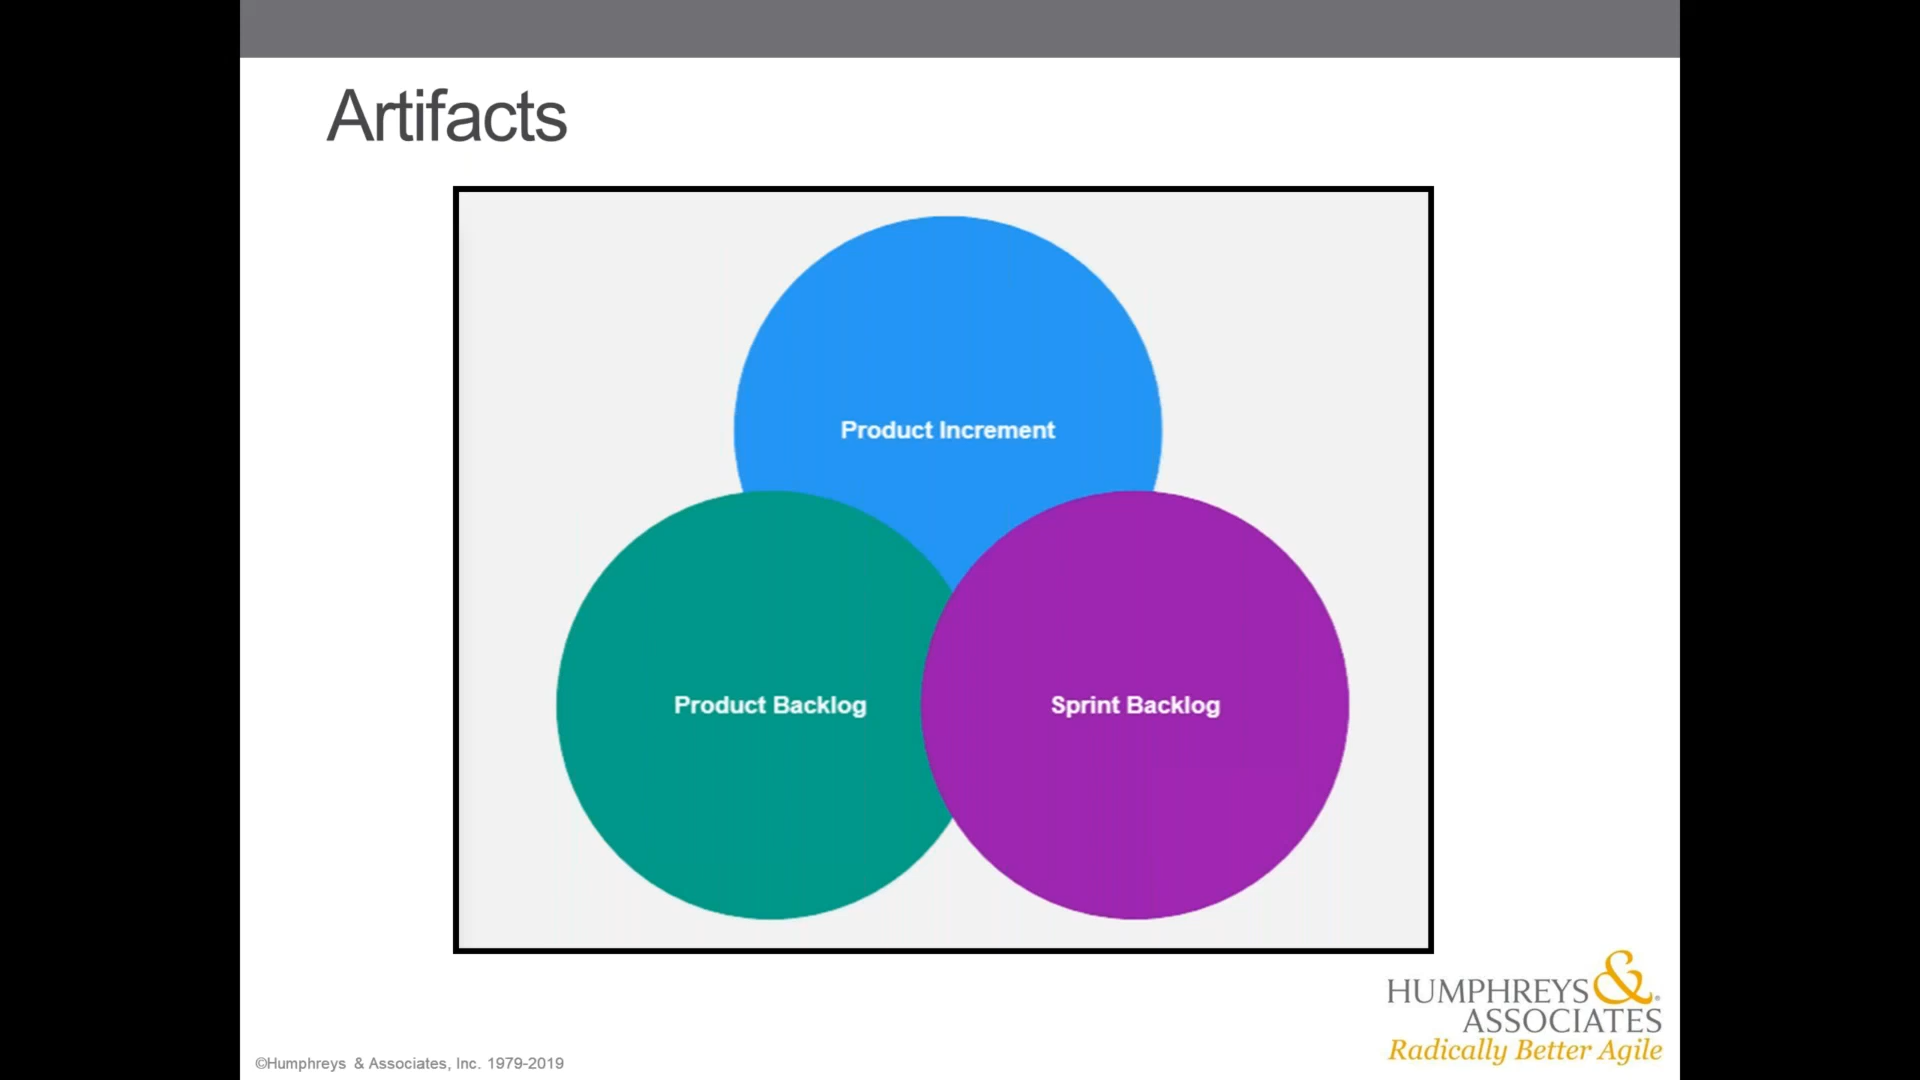 Artifacts
Product Increment
Product Backlog
Sprint Backlog
HUMPHREYS &®
ASSOCIATES
Radically Better Agile
©Humphreys & Associates, Inc. 1979-2019